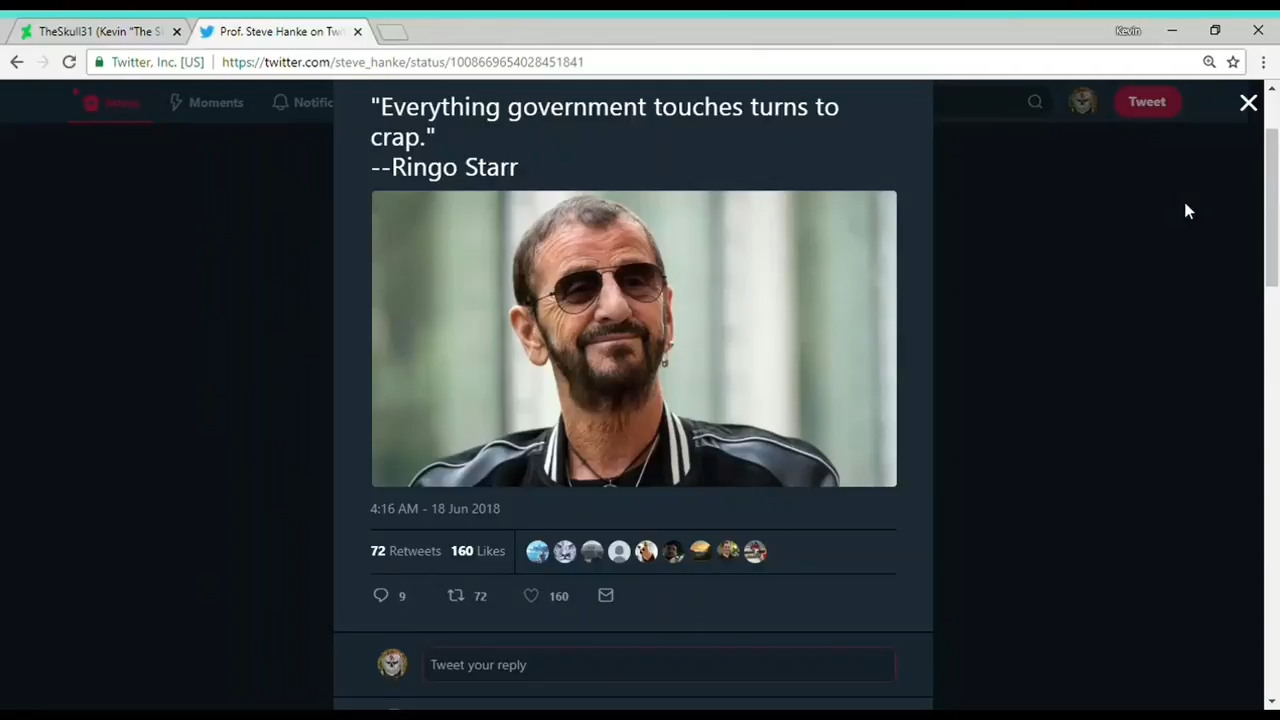 TheSkull31 (Kevin "The S
Prof. Steve Hanke on Twi
Kevin
Twitter, Inc. [US]
https://twitter.com/steve_hanke/status/1008669654028451841
Moments
Notific
Tweet
"Everything government touches turns to
crap."
--Ringo Starr
4:16 AM - 18 Jun 2018
72 Retweets 160 Likes
9 72 160
Tweet your reply